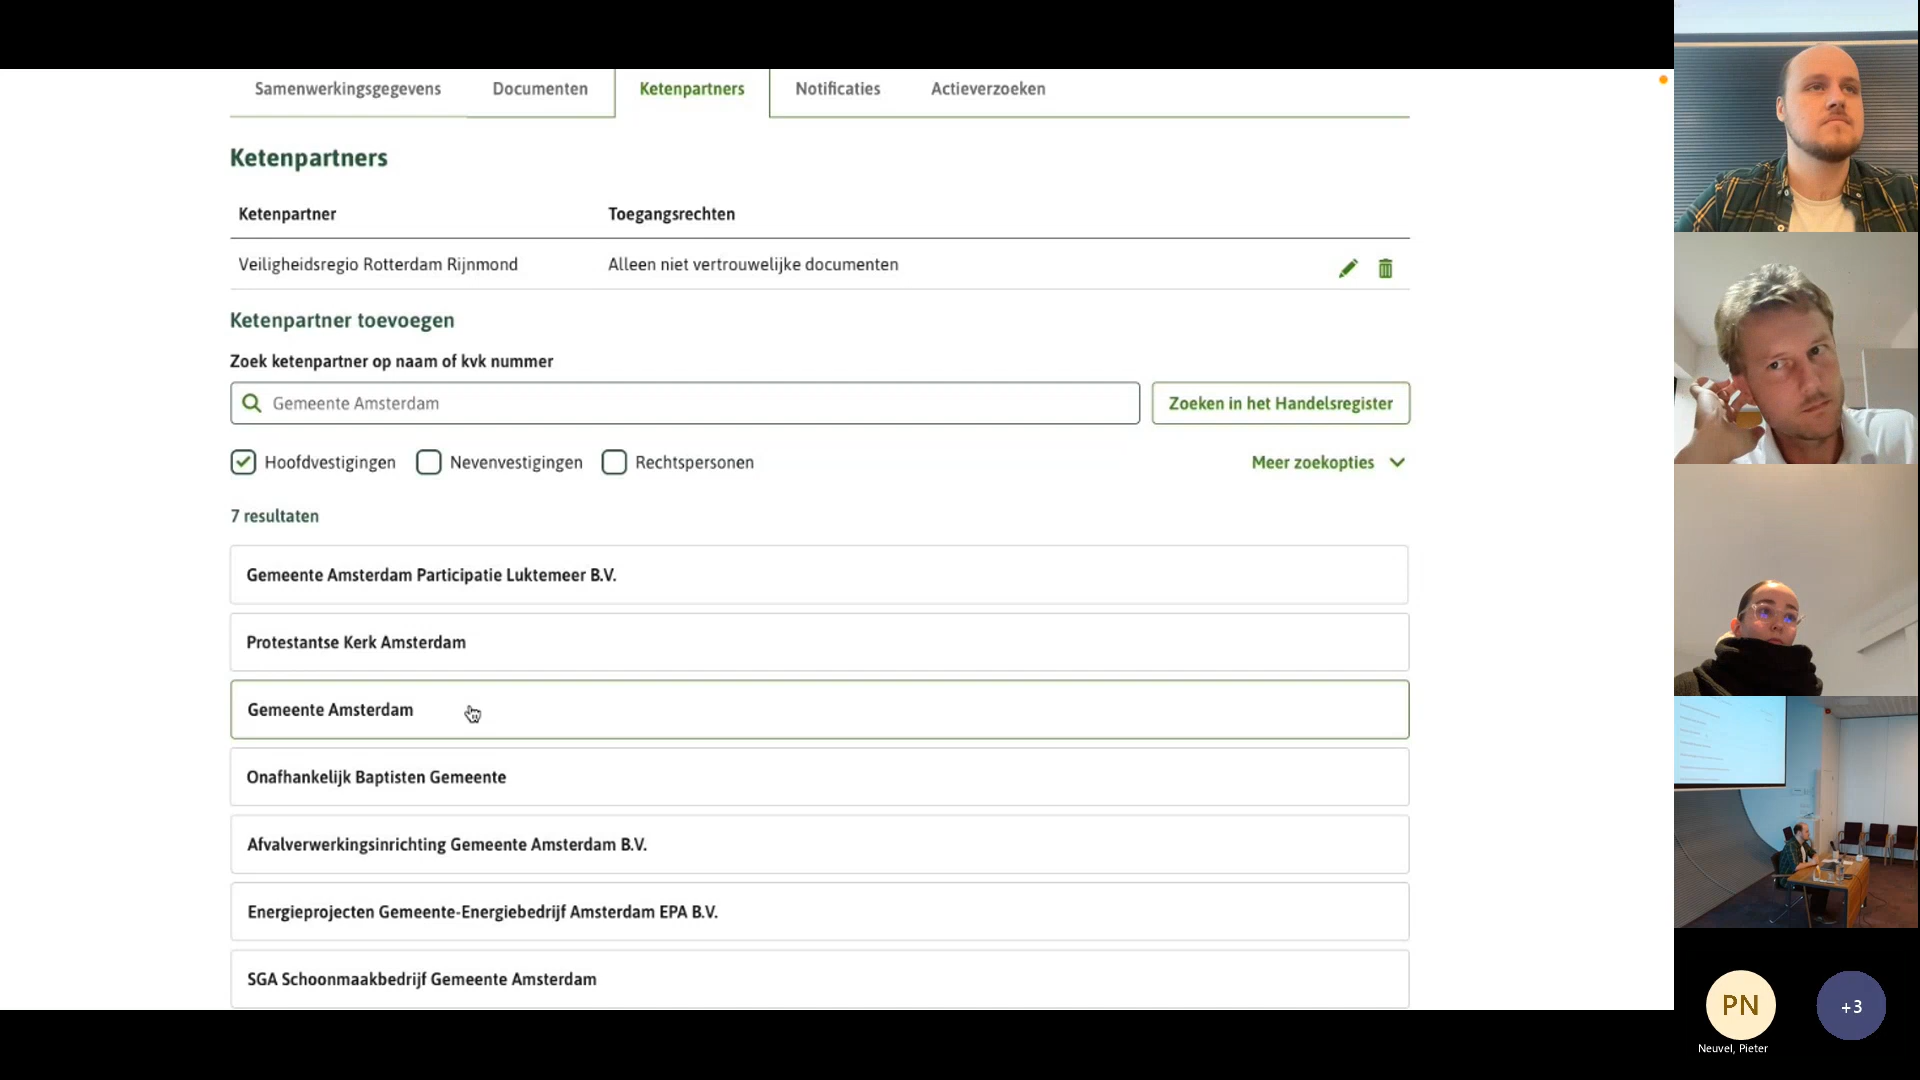 Samenwerkingsgegevens Documenten Ketenpartners Notificaties Actieverzoeken
Ketenpartners
Ketenpartner Toegangsrechten
Veiligheidsregio Rotterdam Rijnmond Alleen niet vertrouwelijke documenten
Ketenpartner toevoegen
Zoek ketenpartner op naam of kvk nummer
Gemeente Amsterdam Zoeken in het Handelsregister
Hoofdvestigingen Nevenvestigingen Rechtspersonen Meer zoekopties
7 resultaten
Gemeente Amsterdam Participatie Luktemeer B.V.
Protestantse Kerk Amsterdam
Gemeente Amsterdam
Onafhankelijk Baptisten Gemeente
Afvalverwerkingsinrichting Gemeente Amsterdam B.V.
Energieprojecten Gemeente-Energiebedrijf Amsterdam EPA B.V.
SGA Schoonmaakbedrijf Gemeente Amsterdam
PN +3
Neuvel, Pieter